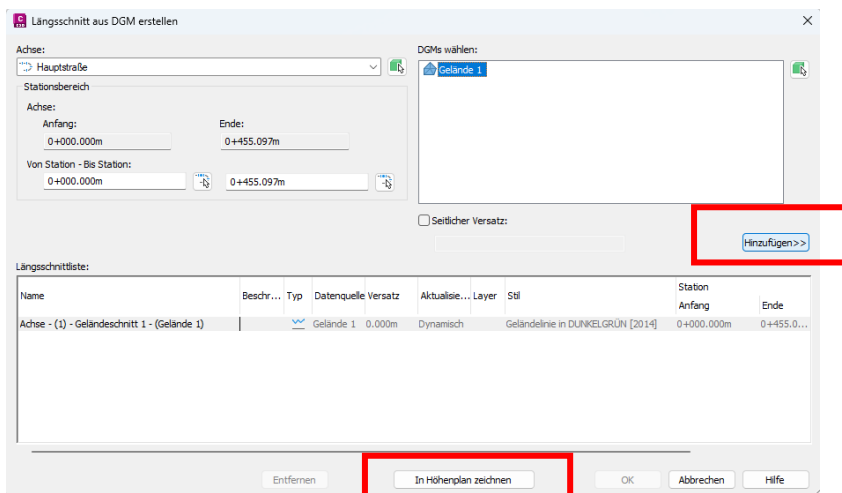 Längsschnitt aus DGM erstellen
Achse:
Hauptstraße
DGMs wählen:
Gelände 1
Stationsbereich
Achse:
Anfang:
Ende:
0+000.000m
0+455.097m
Von Station - Bis Station:
0+000.000m
0+455.097m
Seitlicher Versatz:
Hinzufügen>>
Längsschnittliste:
Name
Beschr...
Typ
Datenquelle
Versatz
Aktualisie...
Layer
Stil
Station
Anfang
Ende
Achse - (1) - Geländeschnitt 1 - (Gelände 1)
Gelände 1
0.000m
Dynamisch
Geländelinie in DUNKELGRÜN [2014]
0+000.000m
0+455.0...
Entfernen
In Höhenplan zeichnen
OK
Abbrechen
Hilfe